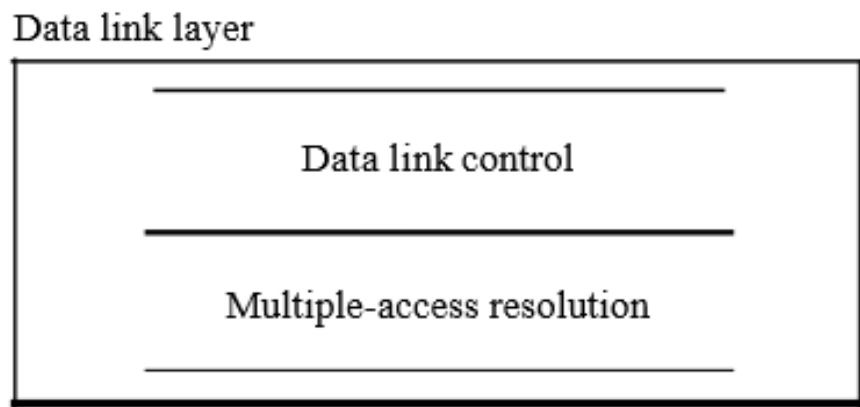 Data link layer
Data link control
Multiple-access resolution